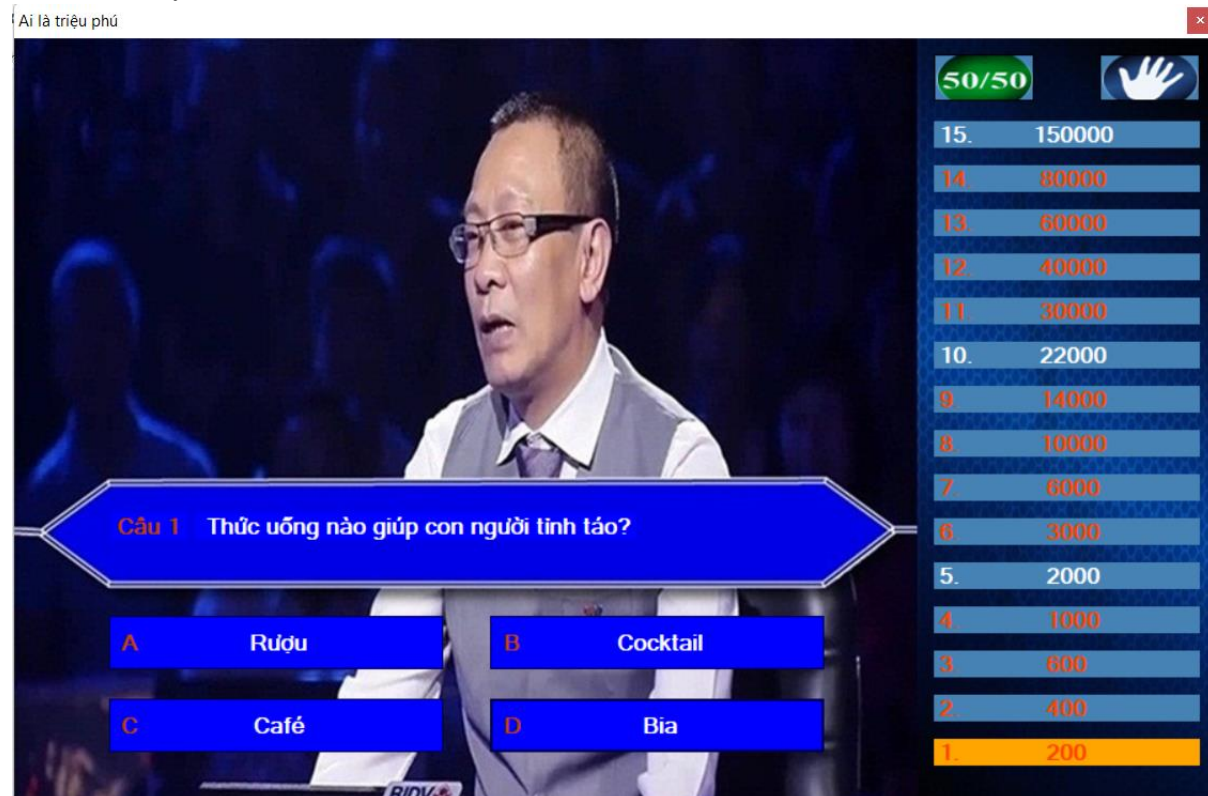 Ai là triệu phú
50/50
15. 150000
14. 80000
13. 60000
12. 40000
11. 30000
10. 22000
9. 14000
8. 10000
7. 6000
6 3000
5. 2000
4. 1000
3 600
2. 400
1. 200
Câu 1 Thức uống nào giúp con người tỉnh táo?
A Rượu
B Cocktail
C Café
D Bia
BIDV